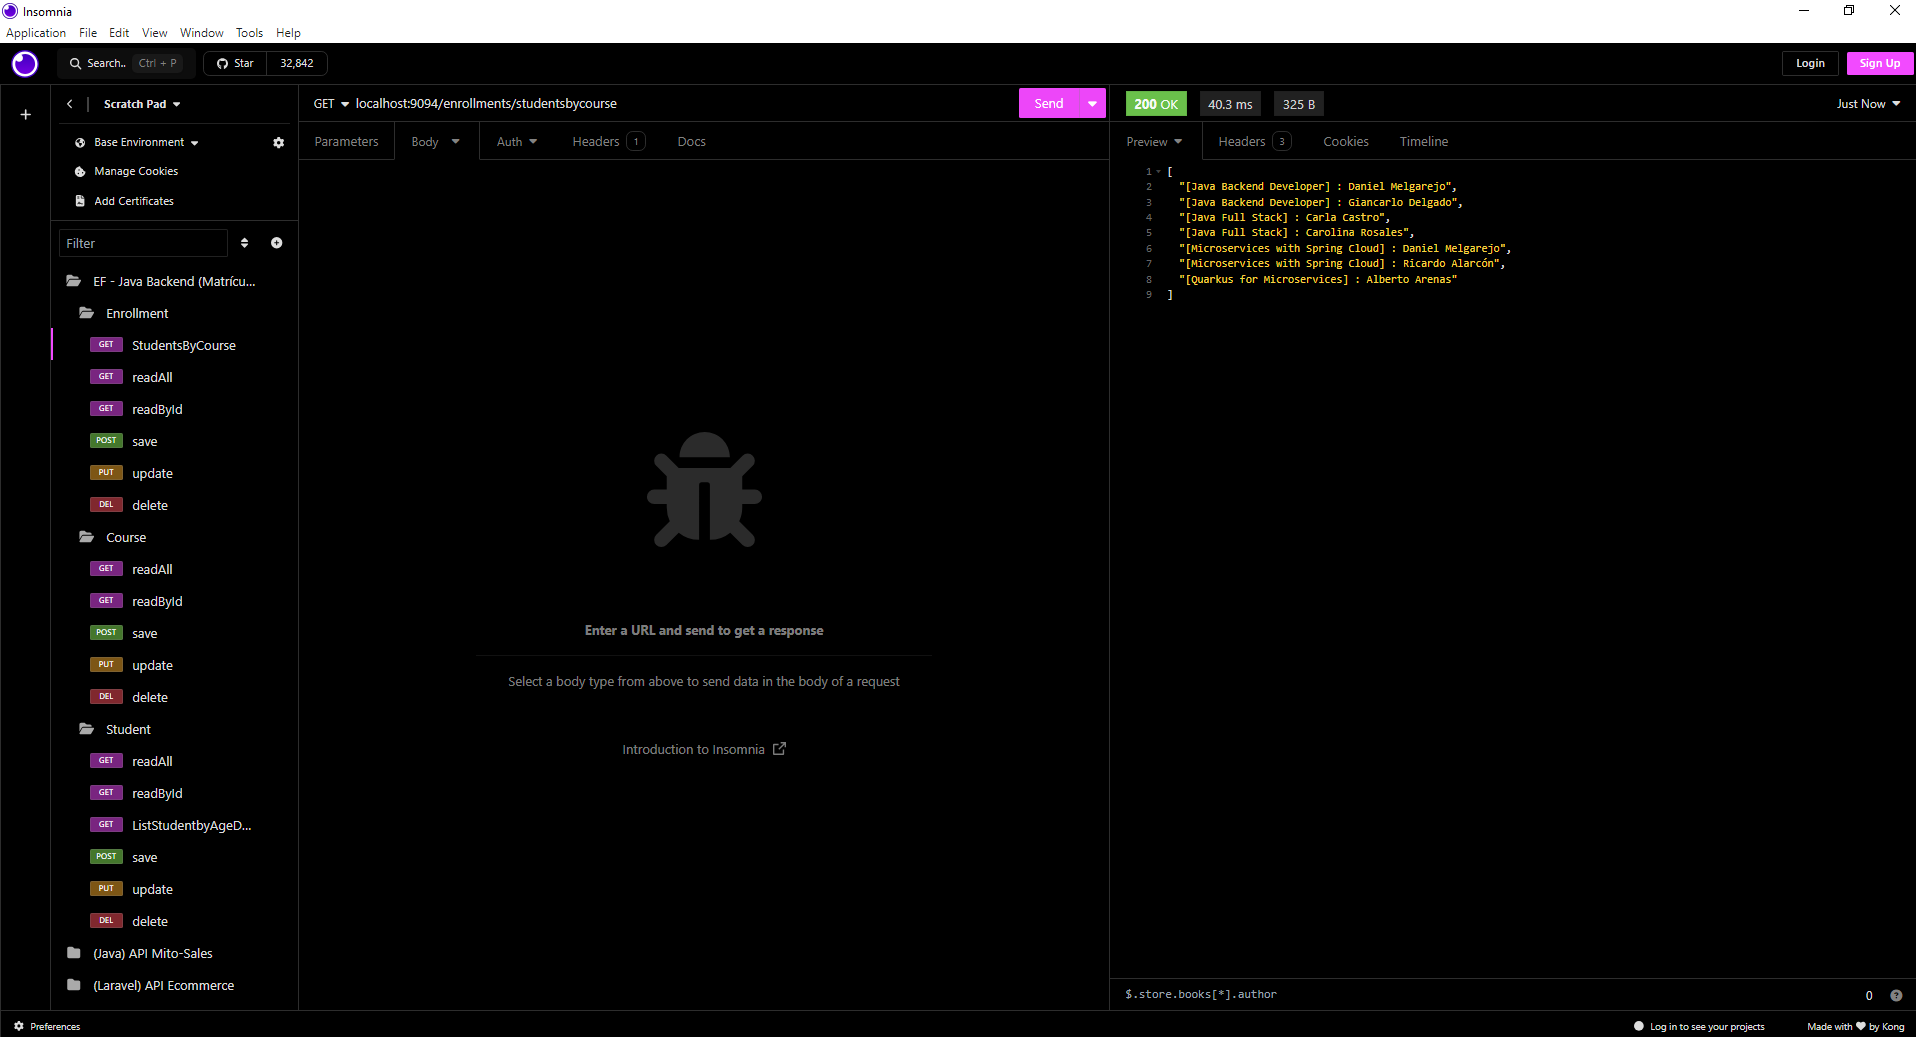 Insomnia
Application File Edit View Window Tools Help
Search.. Ctrl + P Star 32,842 Login Sign Up
Scratch Pad
Base Environment
Manage Cookies
Add Certificates
Filter
EF - Java Backend (Matrícu...
Enrollment
GET StudentsByCourse
GET readAll
GET readById
POST save
PUT update
DEL delete
Course
GET readAll
GET readById
POST save
PUT update
DEL delete
Student
GET readAll
GET readById
GET ListStudentbyAgeD...
POST save
PUT update
DEL delete
(Java) API Mito-Sales
(Laravel) API Ecommerce
GET localhost:9094/enrollments/studentsbycourse Send
Parameters Body Auth Headers 1 Docs
Enter a URL and send to get a response
Select a body type from above to send data in the body of a request
Introduction to Insomnia
200 OK 40.3 ms 325 B Just Now
Preview Headers 3 Cookies Timeline
1 [
2 "[Java Backend Developer] : Daniel Melgarejo",
3 "[Java Backend Developer] : Giancarlo Delgado",
4 "[Java Full Stack] : Carla Castro",
5 "[Java Full Stack] : Carolina Rosales",
6 "[Microservices with Spring Cloud] : Daniel Melgarejo",
7 "[Microservices with Spring Cloud] : Ricardo Alarcón",
8 "[Quarkus for Microservices] : Alberto Arenas"
9 ]
$.store.books[*].author 0 ?
Preferences Log in to see your projects Made with ♥ by Kong